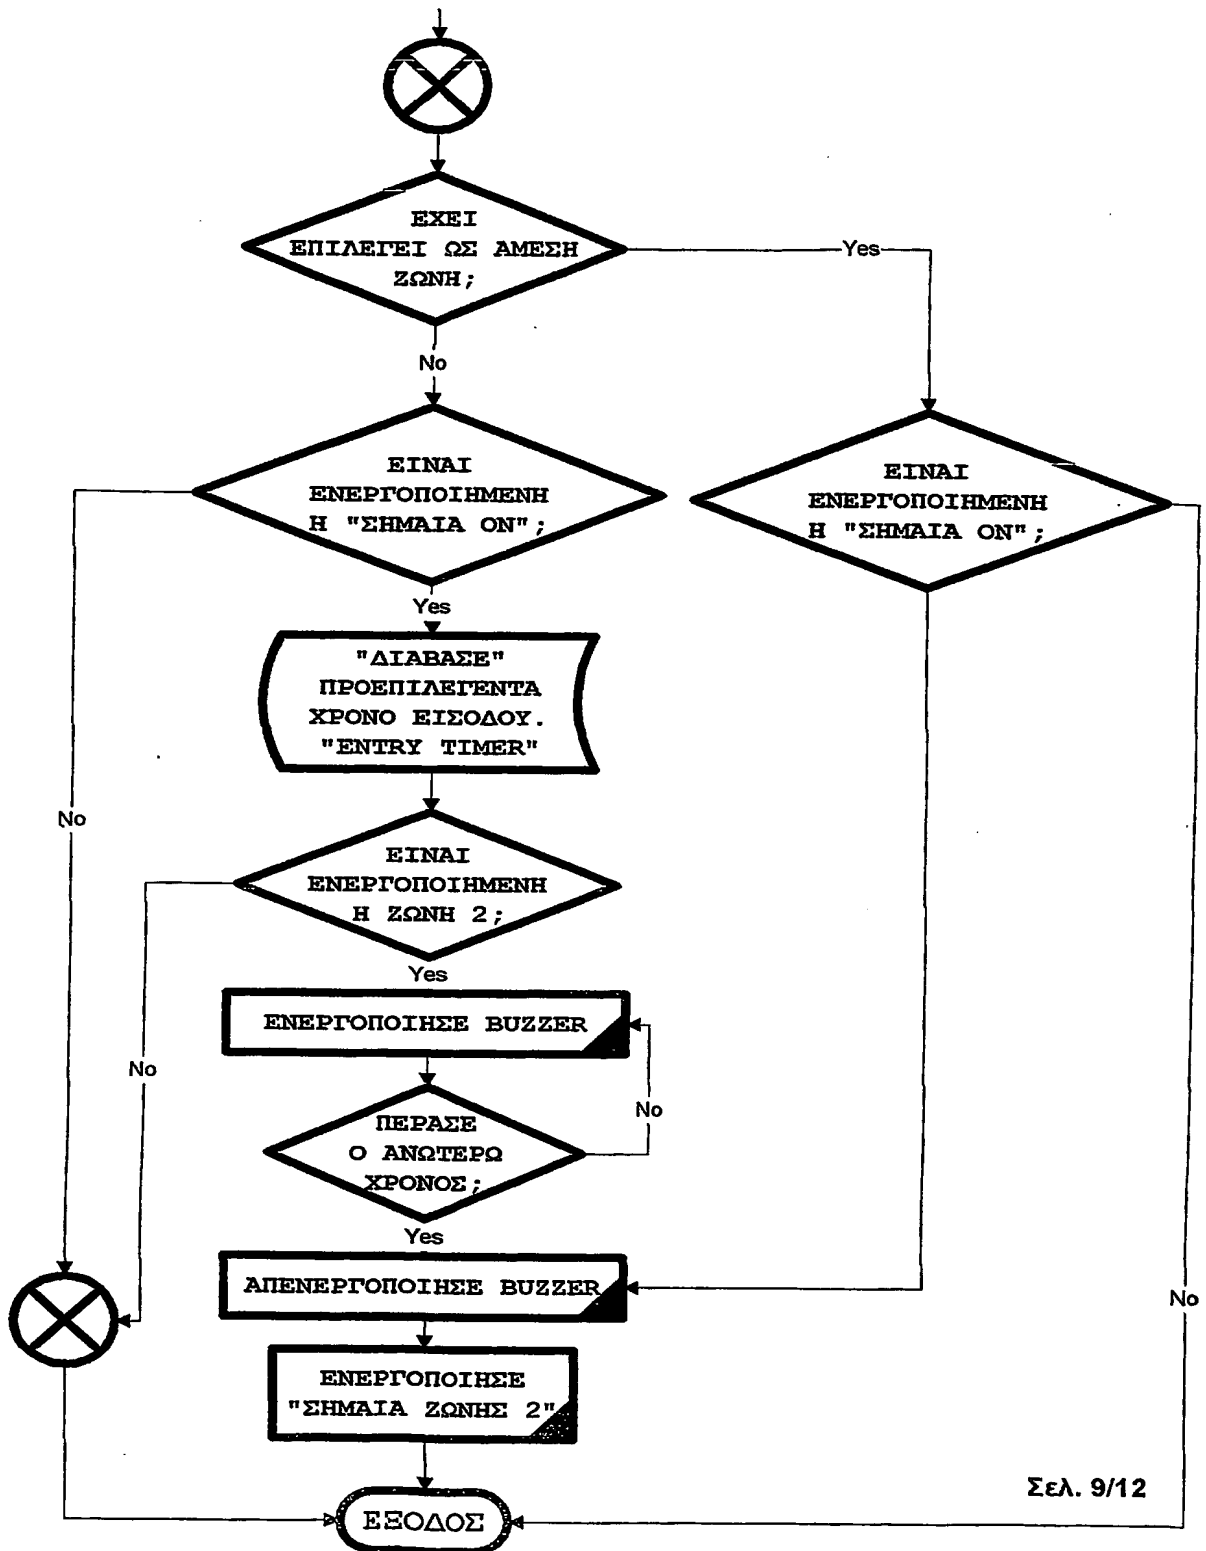 ΕΧΕΙ
ΕΠΙΛΕΓΕΙ ΩΣ ΑΜΕΣΗ
ΖΩΝΗ;
Yes
No
ΕΙΝΑΙ
ΕΝΕΡΓΟΠΟΙΗΜΕΝΗ
Η "ΣΗΜΑΙΑ ΟΝ";
ΕΙΝΑΙ
ΕΝΕΡΓΟΠΟΙΗΜΕΝΗ
Η "ΣΗΜΑΙΑ ΟΝ";
Yes
"ΔΙΑΒΑΣΕ"
ΠΡΟΕΠΙΛΕΓΕΝΤΑ
ΧΡΟΝΟ ΕΙΣΟΔΟΥ.
"ENTRY TIMER"
No
ΕΙΝΑΙ
ΕΝΕΡΓΟΠΟΙΗΜΕΝΗ
Η ΖΩΝΗ 2;
Yes
ΕΝΕΡΓΟΠΟΙΗΣΕ BUZZER
No
No
ΠΕΡΑΣΕ
Ο ΑΝΩΤΕΡΩ
ΧΡΟΝΟΣ;
Yes
ΑΠΕΝΕΡΓΟΠΟΙΗΣΕ BUZZER
No
ΕΝΕΡΓΟΠΟΙΗΣΕ
"ΣΗΜΑΙΑ ΖΩΝΗΣ 2"
Σελ. 9/12
ΕΞΟΔΟΣ